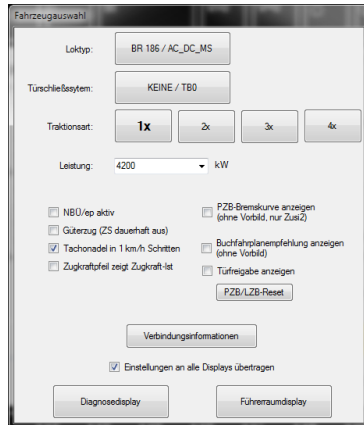 Fahrzeugauswahl
Loktyp: BR 186 / AC_DC_MS
Türschließssytem: KEINE / TB0
Traktionsart: 1x 2x 3x 4x
Leistung: 4200 kW
NBÜ/ep aktiv
Güterzug (ZS dauerhaft aus)
Tachonadel in 1 km/h Schritten
Zugkraftpfeil zeigt Zugkraft-Ist
PZB-Bremskurve anzeigen
(ohne Vorbild, nur Zusi2)
Buchfahrplanempfehlung anzeigen
(ohne Vorbild)
Türfreigabe anzeigen
PZB/LZB-Reset
Verbindungsinformationen
Einstellungen an alle Displays übertragen
Diagnosedisplay Führerraumdisplay